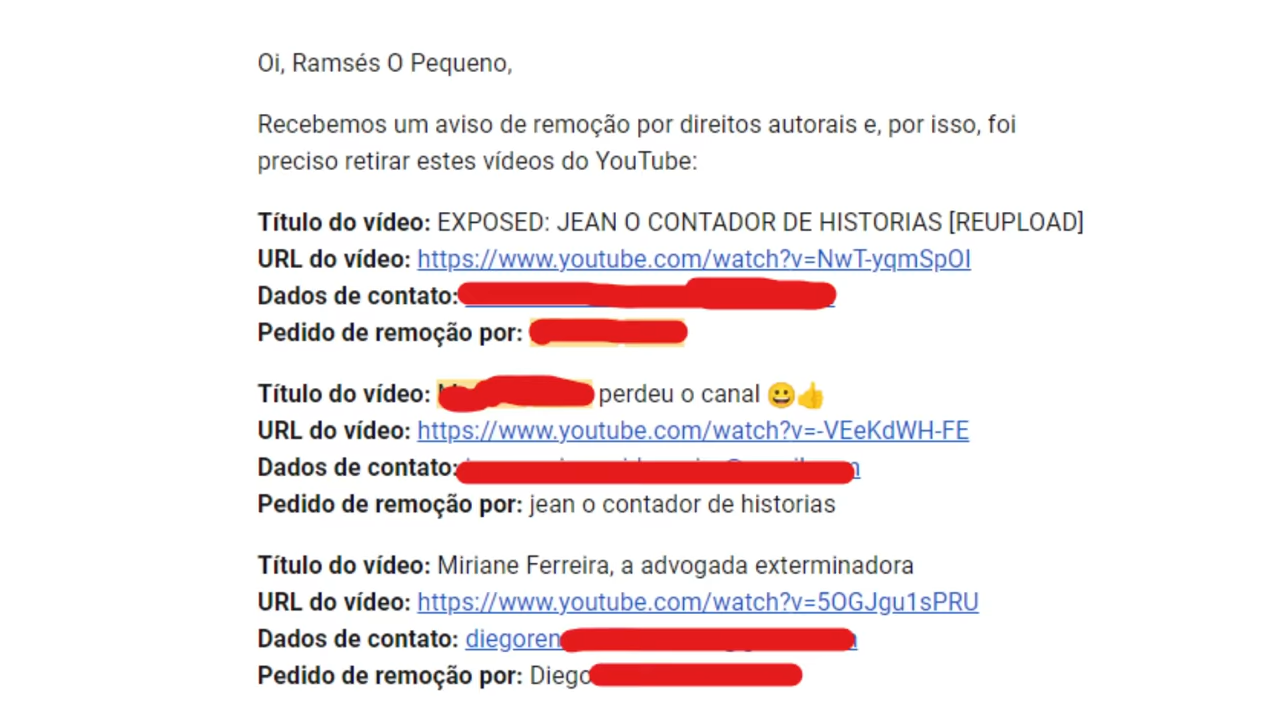 Oi, Ramsés O Pequeno,
Recebemos um aviso de remoção por direitos autorais e, por isso, foi
preciso retirar estes vídeos do YouTube:
Título do vídeo: EXPOSED: JEAN O CONTADOR DE HISTORIAS [REUPLOAD]
URL do vídeo: https://www.youtube.com/watch?v=NwT-yqmSpOI
Dados de contato:
Pedido de remoção por:
Título do vídeo: perdeu o canal 😀👍
URL do vídeo: https://www.youtube.com/watch?v=-VEeKdWH-FE
Dados de contato:
Pedido de remoção por: jean o contador de historias
Título do vídeo: Miriane Ferreira, a advogada exterminadora
URL do vídeo: https://www.youtube.com/watch?v=5OGJgu1sPRU
Dados de contato: diegoren
Pedido de remoção por: Diego